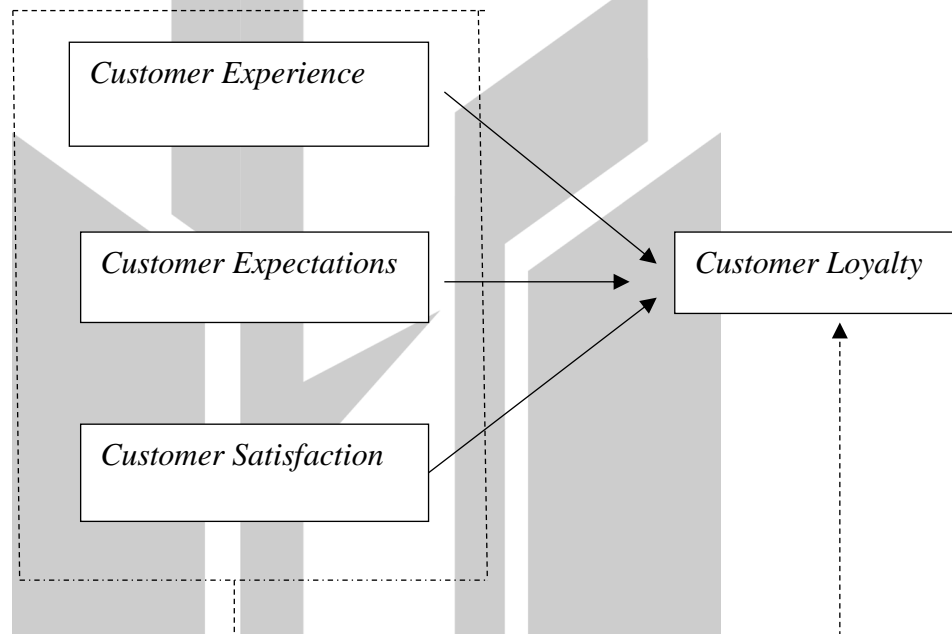 Customer Experience
Customer Expectations
Customer Loyalty
Customer Satisfaction